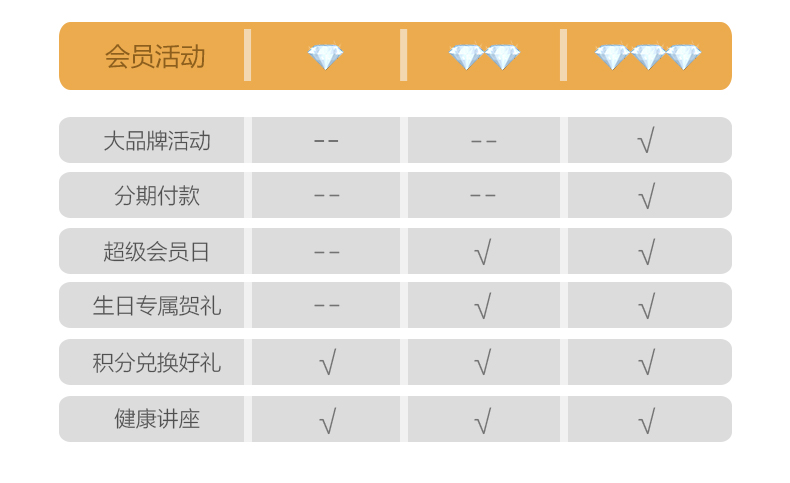 会员活动 💎 💎💎 💎💎💎
大品牌活动 -- -- √
分期付款 -- -- √
超级会员日 -- √ √
生日专属贺礼 -- √ √
积分兑换好礼 √ √ √
健康讲座 √ √ √